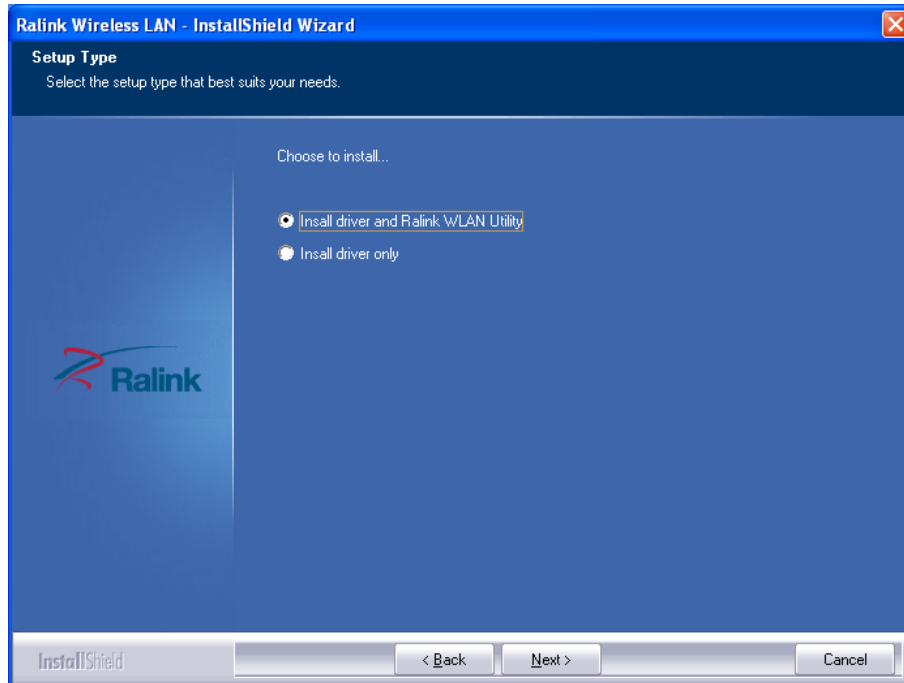 Ralink Wireless LAN - InstallShield Wizard
Setup Type
Select the setup type that best suits your needs.
Choose to install...
Insall driver and Ralink WLAN Utility
Insall driver only
Ralink
InstallShield
< Back
Next >
Cancel